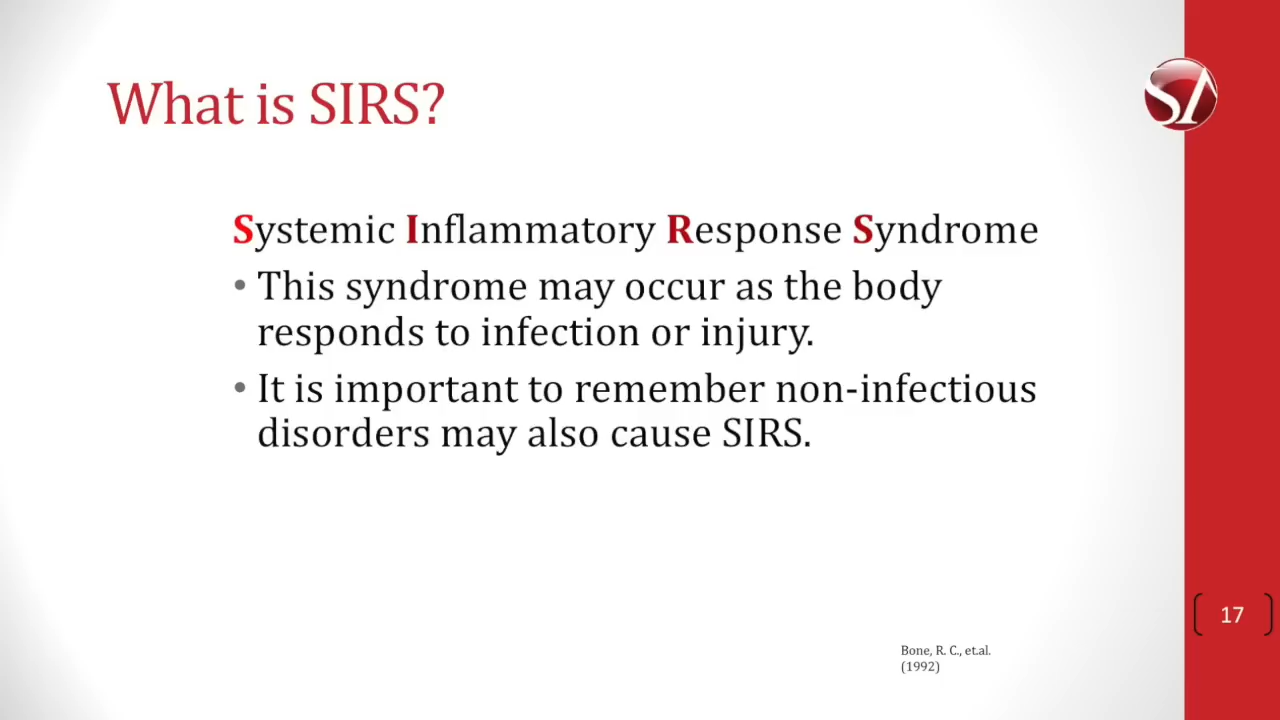 What is SIRS?
SA
Systemic Inflammatory Response Syndrome
• This syndrome may occur as the body
responds to infection or injury.
• It is important to remember non-infectious
disorders may also cause SIRS.
17
Bone, R. C., et.al.
(1992)